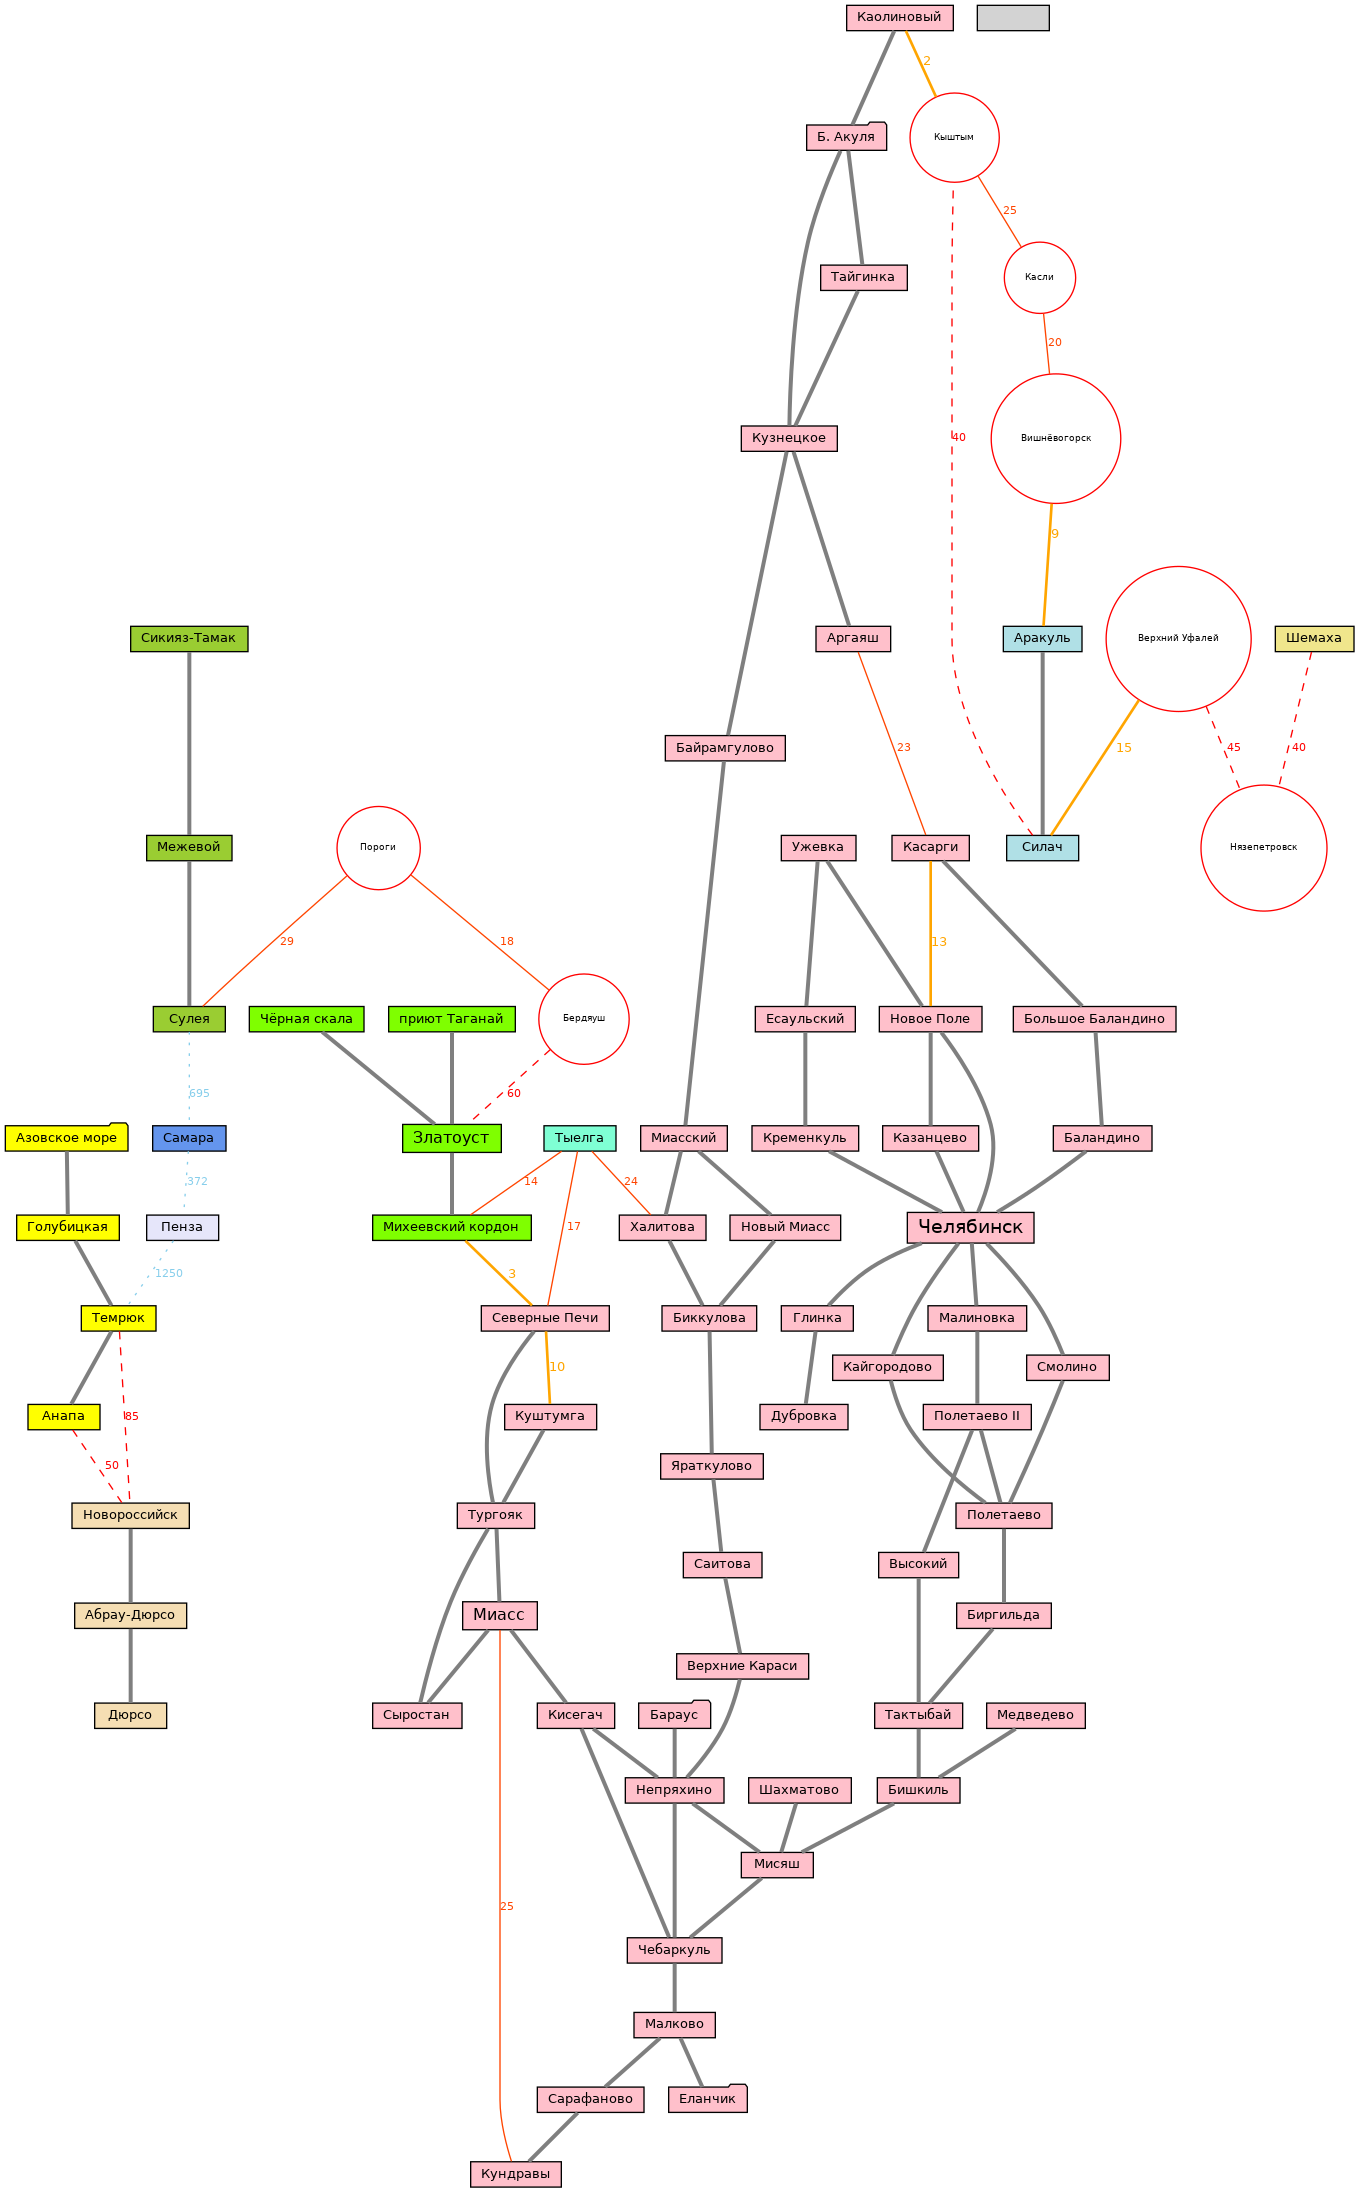 Каолиновый
2
Б. Акуля
Кыштым
25
Тайгинка
Касли
20
Кузнецкое
40
Вишнёвогорск
9
Сикияз-Тамак
Аргаяш
Аракуль
Верхний Уфалей
Шемаха
Байрамгулово
23
15
45
40
Межевой
Пороги
Ужевка
Касарги
Силач
Нязепетровск
29
18
13
Сулея
Чёрная скала
приют Таганай
Бердяуш
Есаульский
Новое Поле
Большое Баландино
695
60
Азовское море
Самара
Златоуст
Тыелга
Миасский
Кременкуль
Казанцево
Баландино
372
14
24
Голубицкая
Пенза
Михеевский кордон
17
Халитова
Новый Миасс
Челябинск
1250
3
Темрюк
Северные Печи
Биккулова
Глинка
Малиновка
10
Кайгородово
Смолино
Анапа
85
Куштумга
Дубровка
Полетаево II
50
Яраткулово
Новороссийск
Тургояк
Полетаево
Саитова
Высокий
Абрау-Дюрсо
Миасс
Биргильда
Верхние Караси
Дюрсо
Сыростан
Кисегач
Бараус
Тактыбай
Медведево
Непряхино
Шахматово
Бишкиль
Мисяш
25
Чебаркуль
Малково
Сарафаново
Еланчик
Кундравы